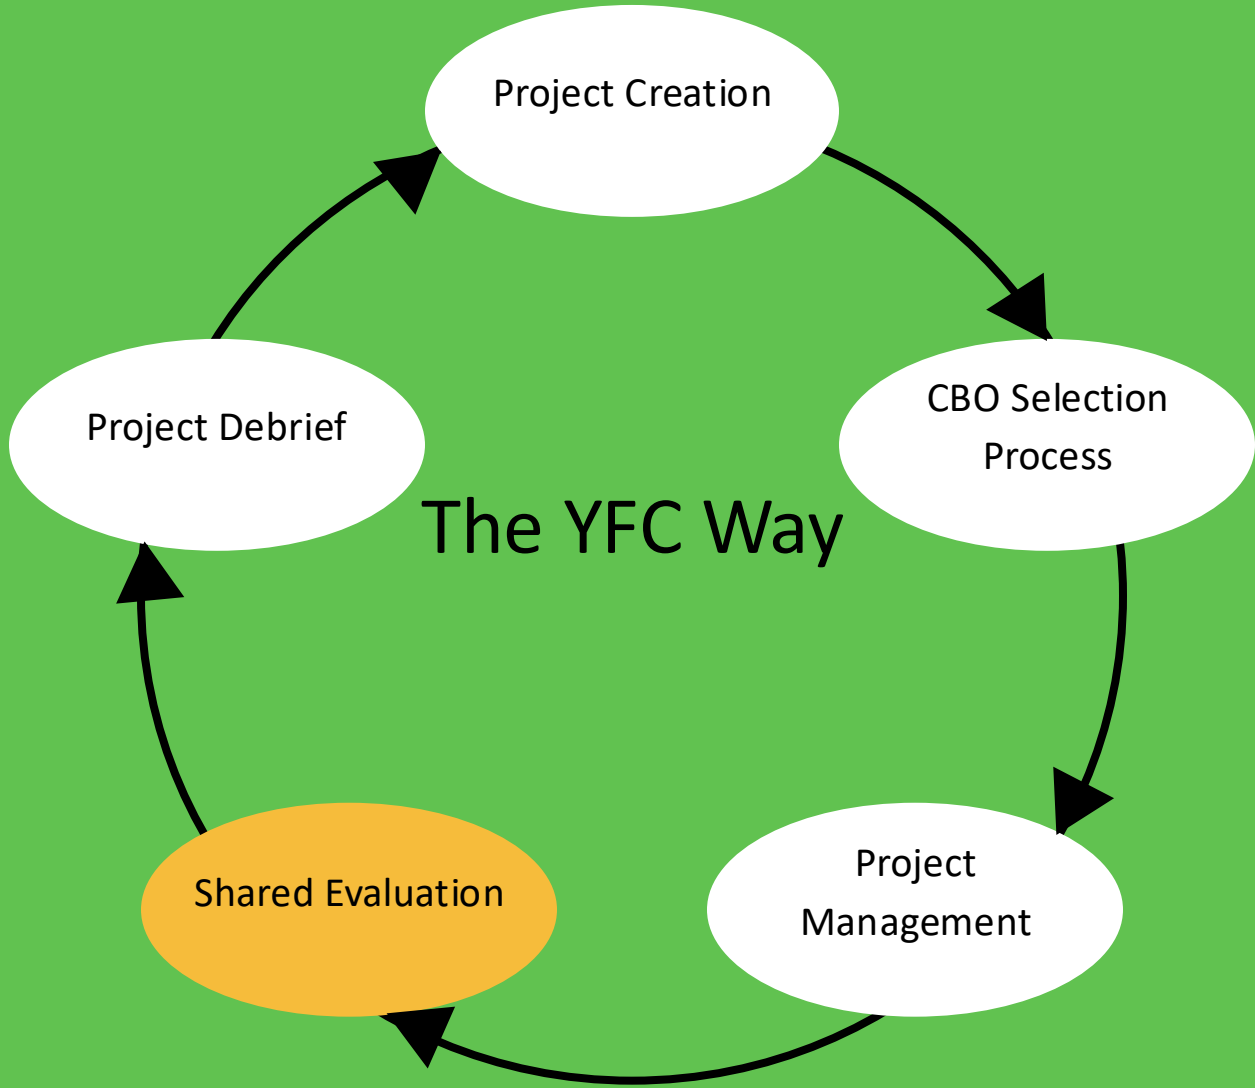 Project Creation
CBO Selection
Process
Project Debrief
The YFC Way
Project
Management
Shared Evaluation